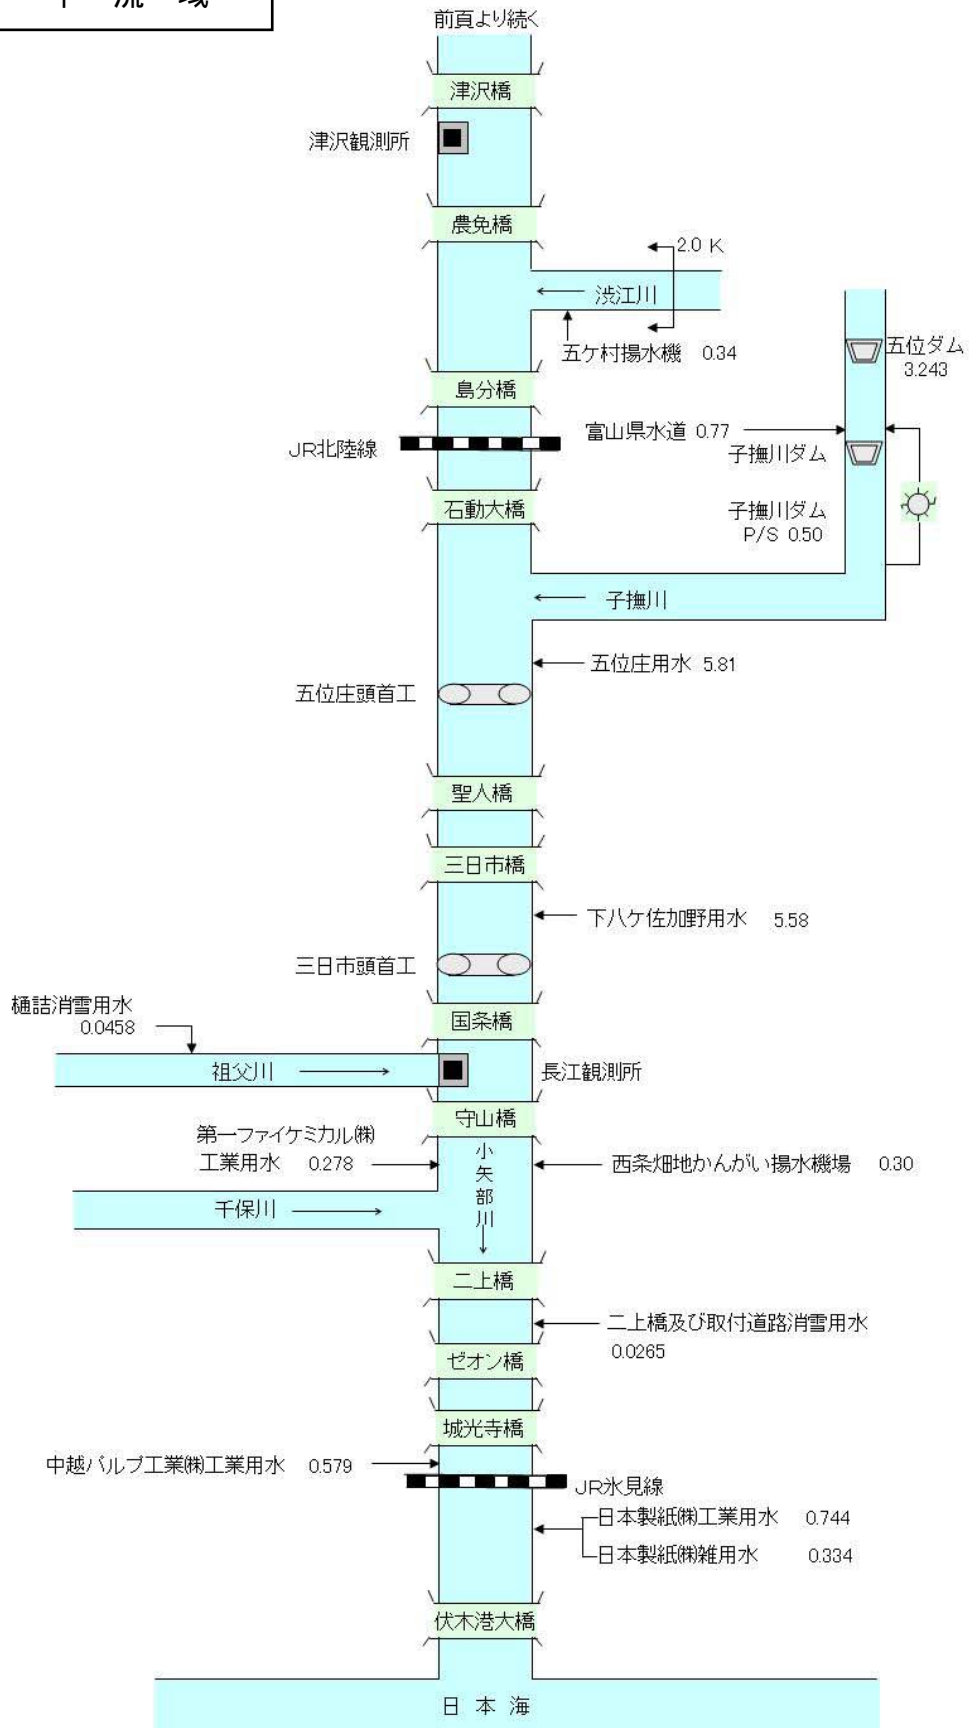 下 流 域
前頁より続く
津沢橋
津沢観測所
農免橋
2.0 K
← 渋江川
五ケ村揚水機 0.34
五位ダム
3.243
島分橋
富山県水道 0.77
JR北陸線
子撫川ダム
石動大橋
子撫川ダム
P/S 0.50
← 子撫川
五位庄用水 5.81
五位庄頭首工
聖人橋
三日市橋
下八ケ佐加野用水 5.58
三日市頭首工
樋詰消雪用水
0.0458
国条橋
祖父川 →
長江観測所
守山橋
第一ファイケミカル㈱
工業用水 0.278
小矢部川
西条畑地かんがい揚水機場 0.30
千保川 →
二上橋
二上橋及び取付道路消雪用水
0.0265
ゼオン橋
城光寺橋
中越パルプ工業㈱工業用水 0.579
JR氷見線
日本製紙㈱工業用水 0.744
日本製紙㈱雑用水 0.334
伏木港大橋
日 本 海